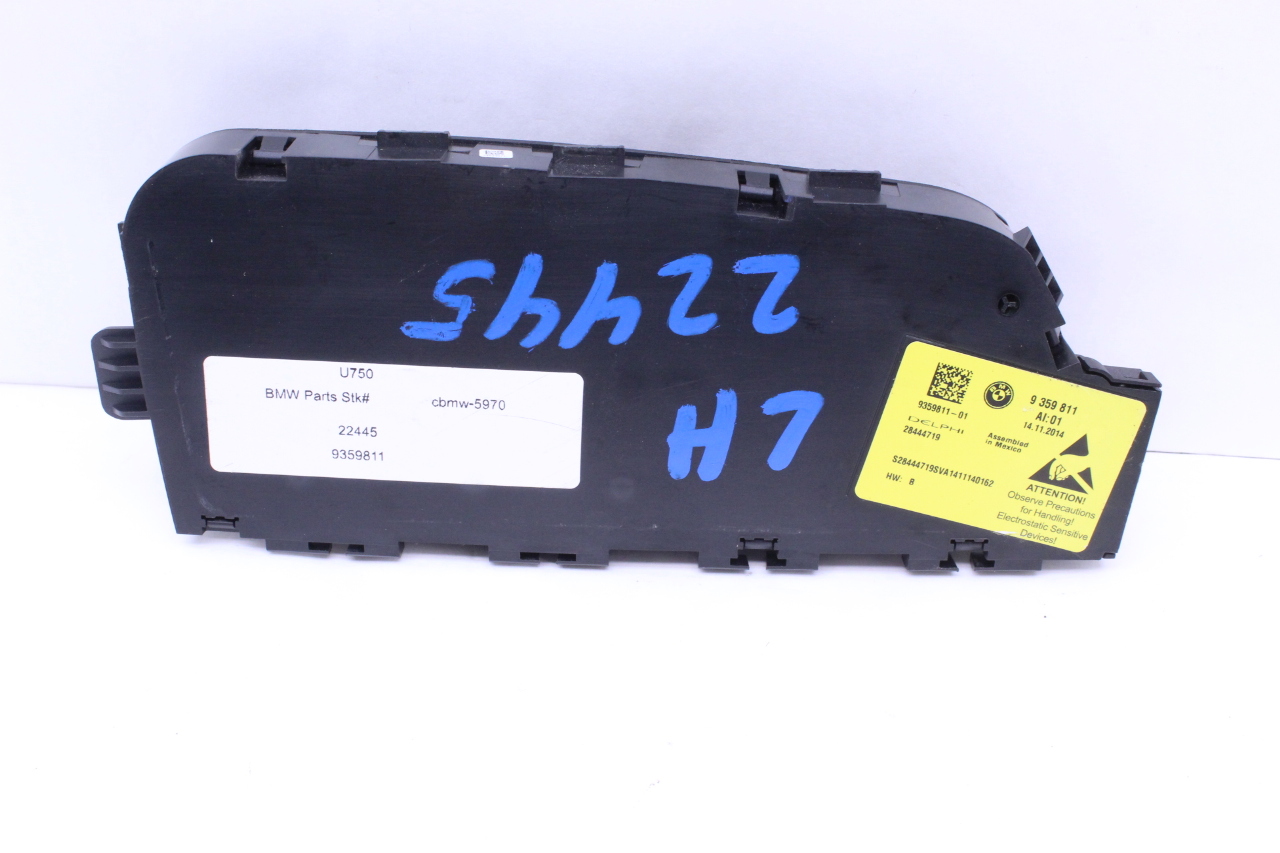 LH
22445
U750
BMW Parts Stk# cbmw-5970
22445
9359811
9359811-01
DELPHI
28444719
BMW
9 359 811
AI:01
14.11.2014
Assembled
in Mexico
S28444719SVA1411140162
HW: B
ATTENTION!
Observe Precautions
for Handling!
Electrostatic Sensitive
Devices!